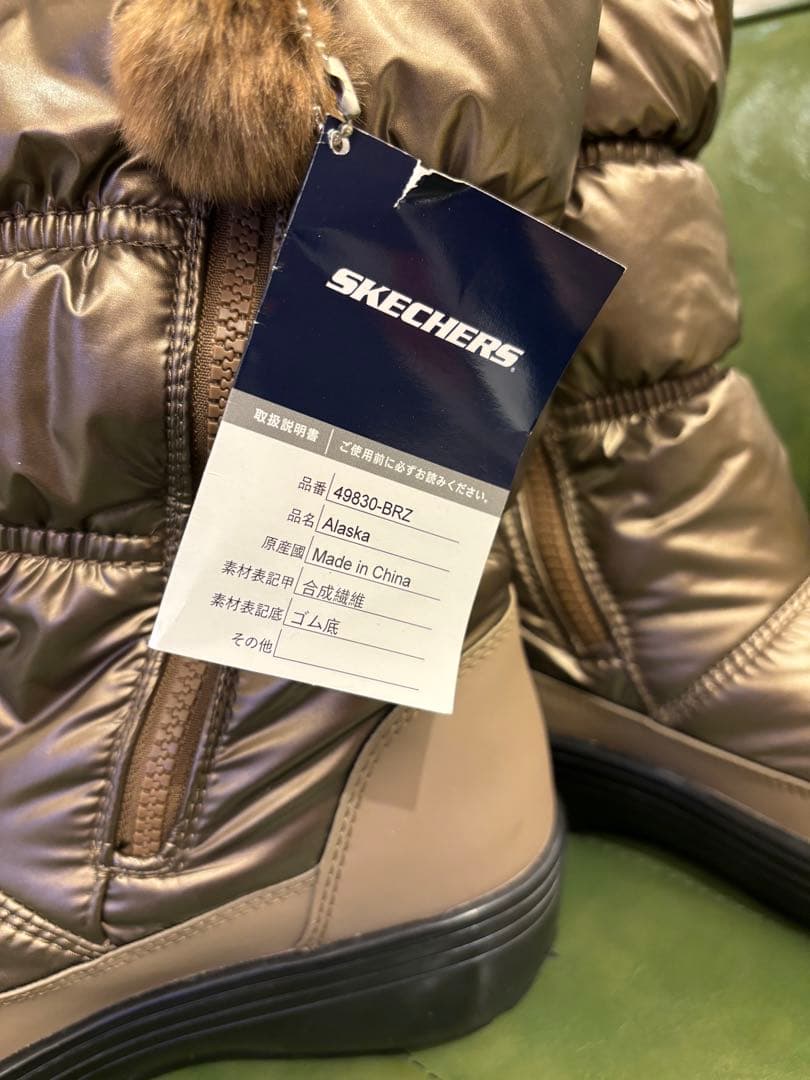 SKECHERS
取扱説明書 | ご使用前に必ずお読みください。
品番 49830-BRZ
品名 Alaska
原産國 Made in China
素材表記甲 合成繊維
素材表記底 ゴム底
その他